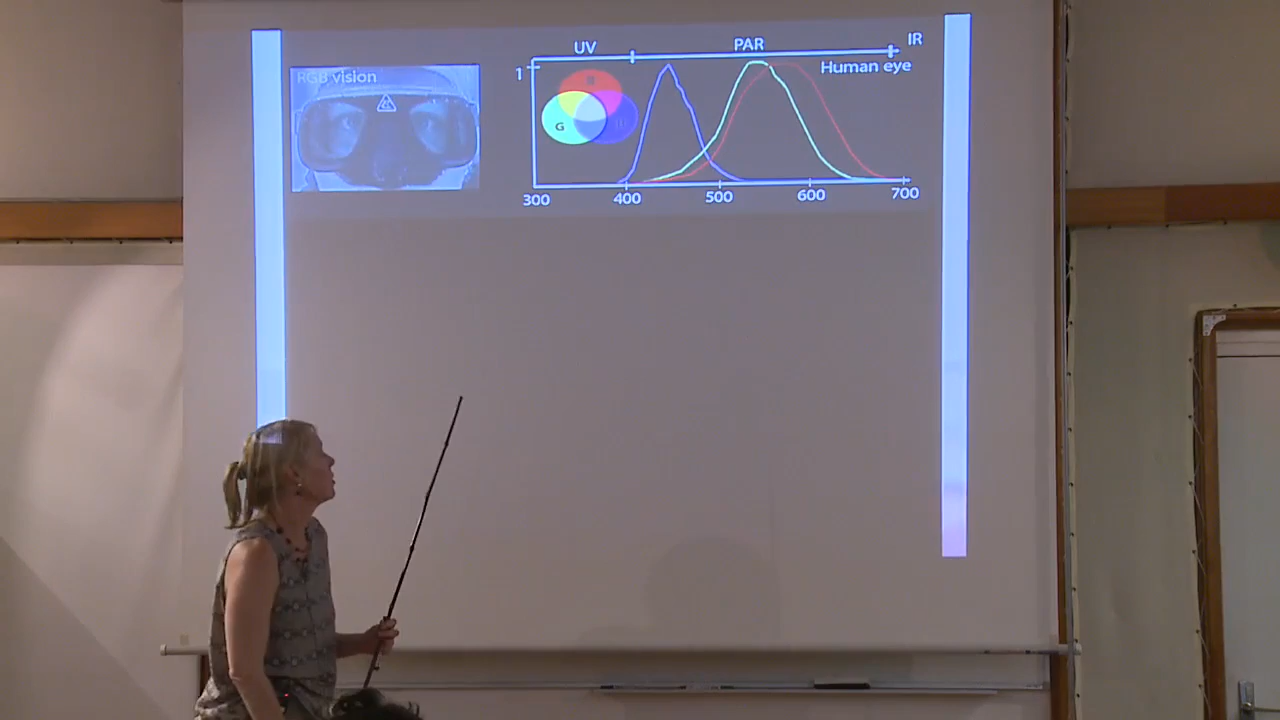 RGB vision
UV
PAR
IR
1
Human eye
R
G
B
300
400
500
600
700